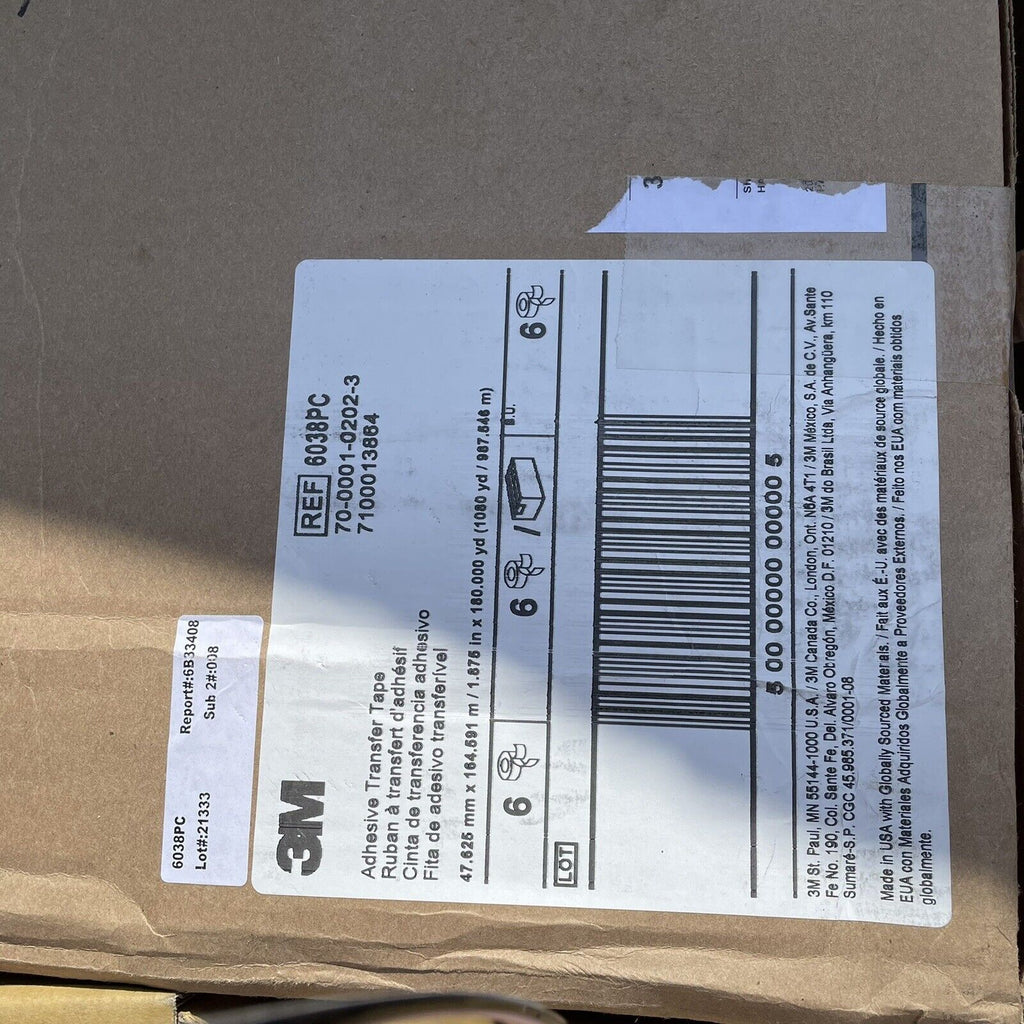 6038PC
Report#:6B33408
Lot#:21333
Sub 2#:008
3M
REF 6038PC
70-0001-0202-3
7100013864
Adhesive Transfer Tape
Ruban à transfert d'adhésif
Cinta de transferencia adhesivo
Fita de adesivo transferível
47.625 mm x 164.591 m / 1.875 in x 180.000 yd (1080 yd / 987.546 m)
6 6 / 6
LOT
5 00 00000 00000 5
3M St. Paul, MN 55144-1000 U.S.A./ 3M Canada Co., London, Ont. N6A 4T1 / 3M México, S.A. de C.V., Av.Sante
Fe No. 190, Col. Sante Fe, Del. Alvaro Obregón, México D.F. 01210 / 3M do Brasil Ltda, Via Anhangüera, km 110
Sumaré-S.P. CGC 45.985.371/0001-08
Made in USA with Globally Sourced Materials. / Fait aux É.-U. avec des matériaux de source globale. / Hecho en
EUA con Materiales Adquiridos Globalmente a Proveedores Externos. / Feito nos EUA com materiais obtidos
globalmente.